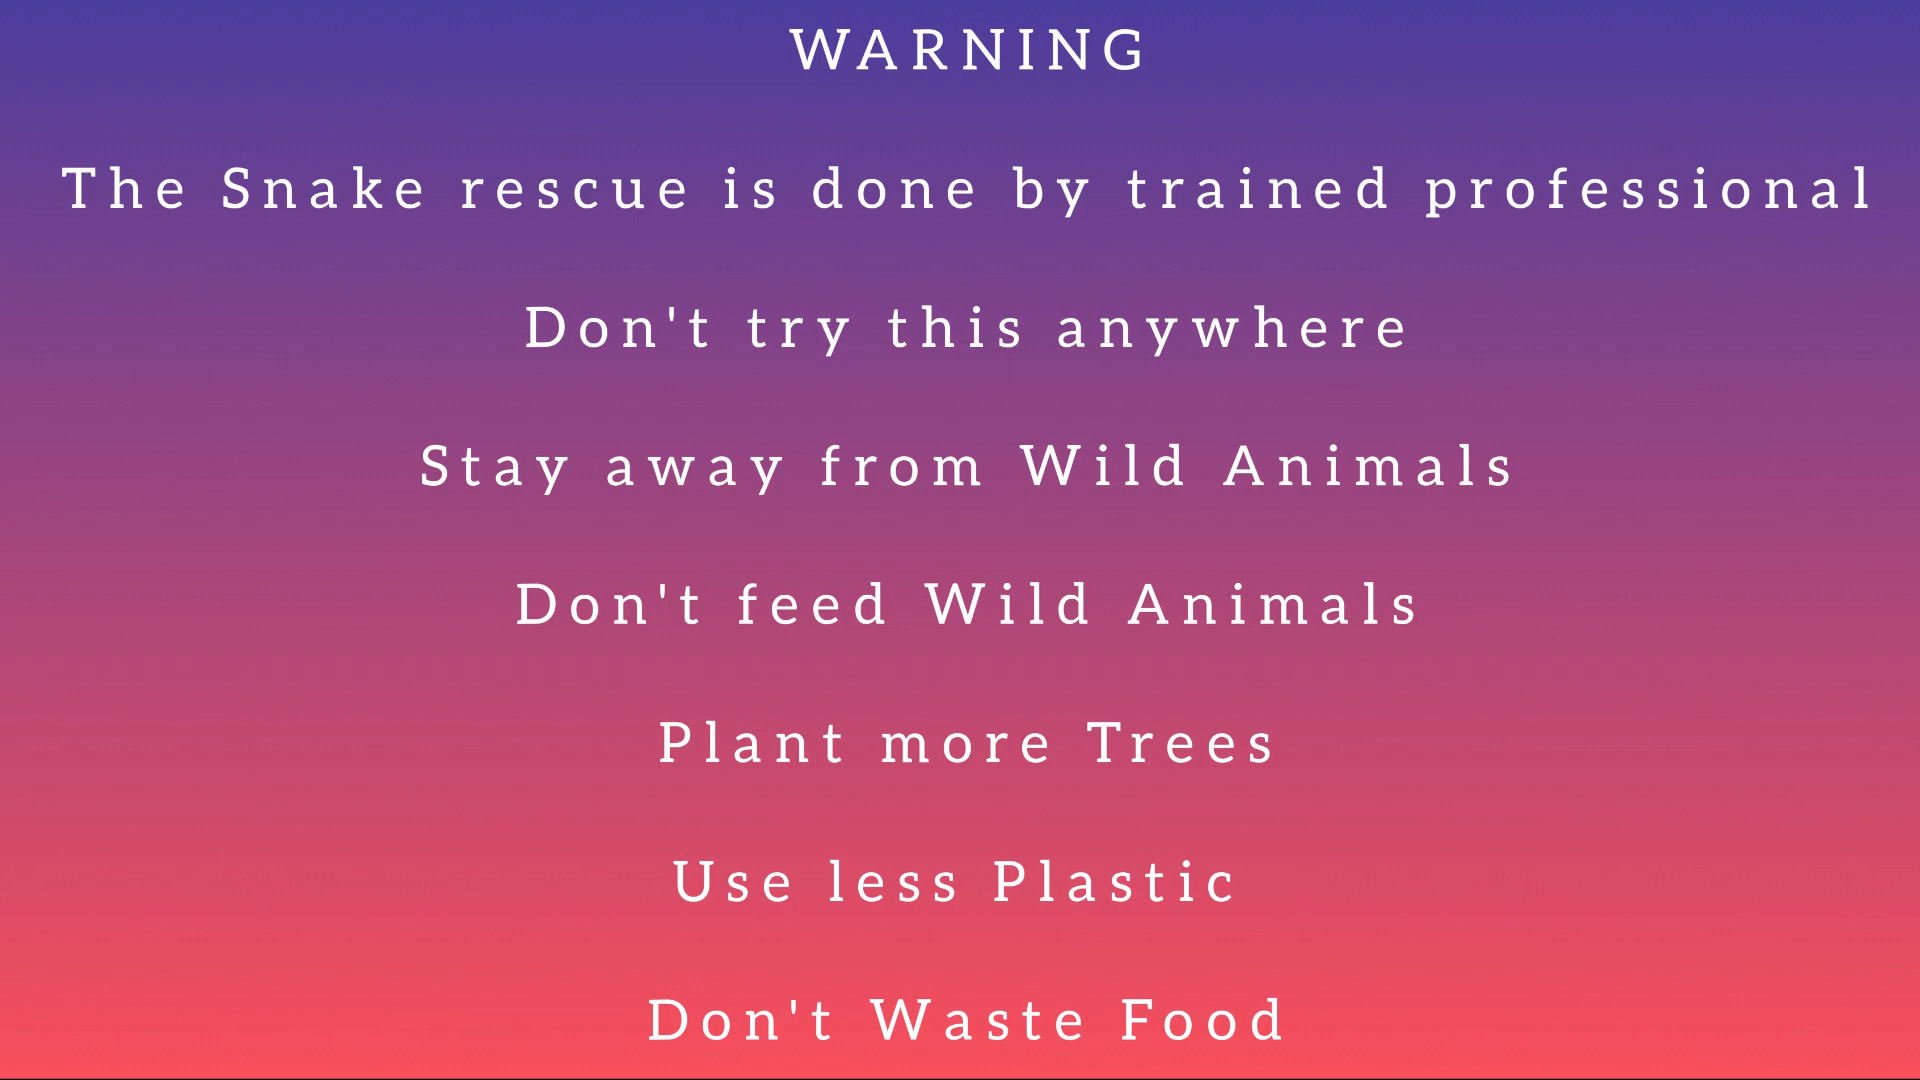 WARNING
The Snake rescue is done by trained professional
Don't try this anywhere
Stay away from Wild Animals
Don't feed Wild Animals
Plant more Trees
Use less Plastic
Don't Waste Food